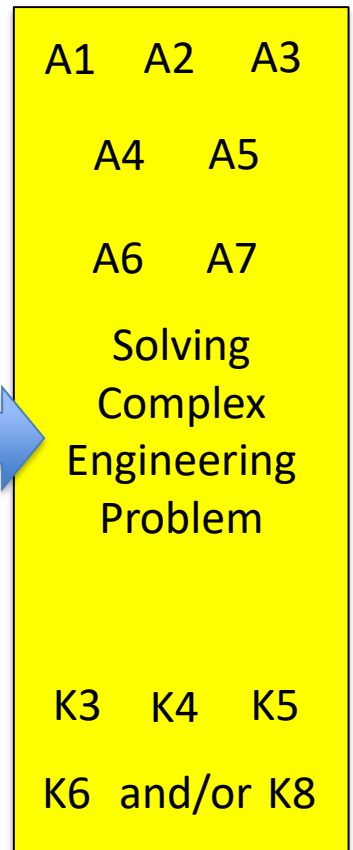 A1 A2 A3
A4 A5
A6 A7
Solving
Complex
Engineering
Problem
K3 K4 K5
K6 and/or K8